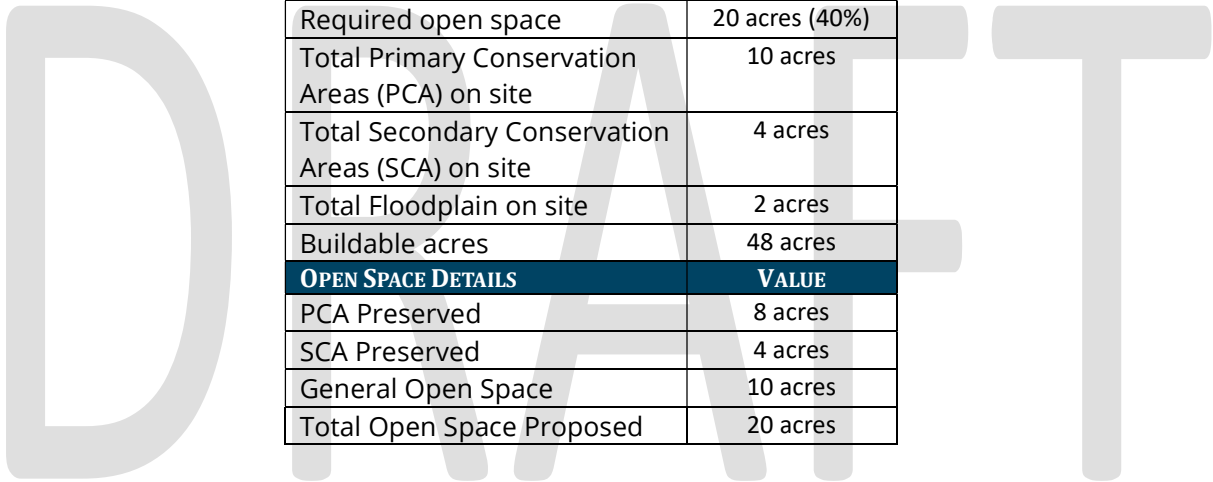 DRAFT
Required open space 20 acres (40%)
Total Primary Conservation 10 acres
Areas (PCA) on site
Total Secondary Conservation 4 acres
Areas (SCA) on site
Total Floodplain on site 2 acres
Buildable acres 48 acres
OPEN SPACE DETAILS VALUE
PCA Preserved 8 acres
SCA Preserved 4 acres
General Open Space 10 acres
Total Open Space Proposed 20 acres